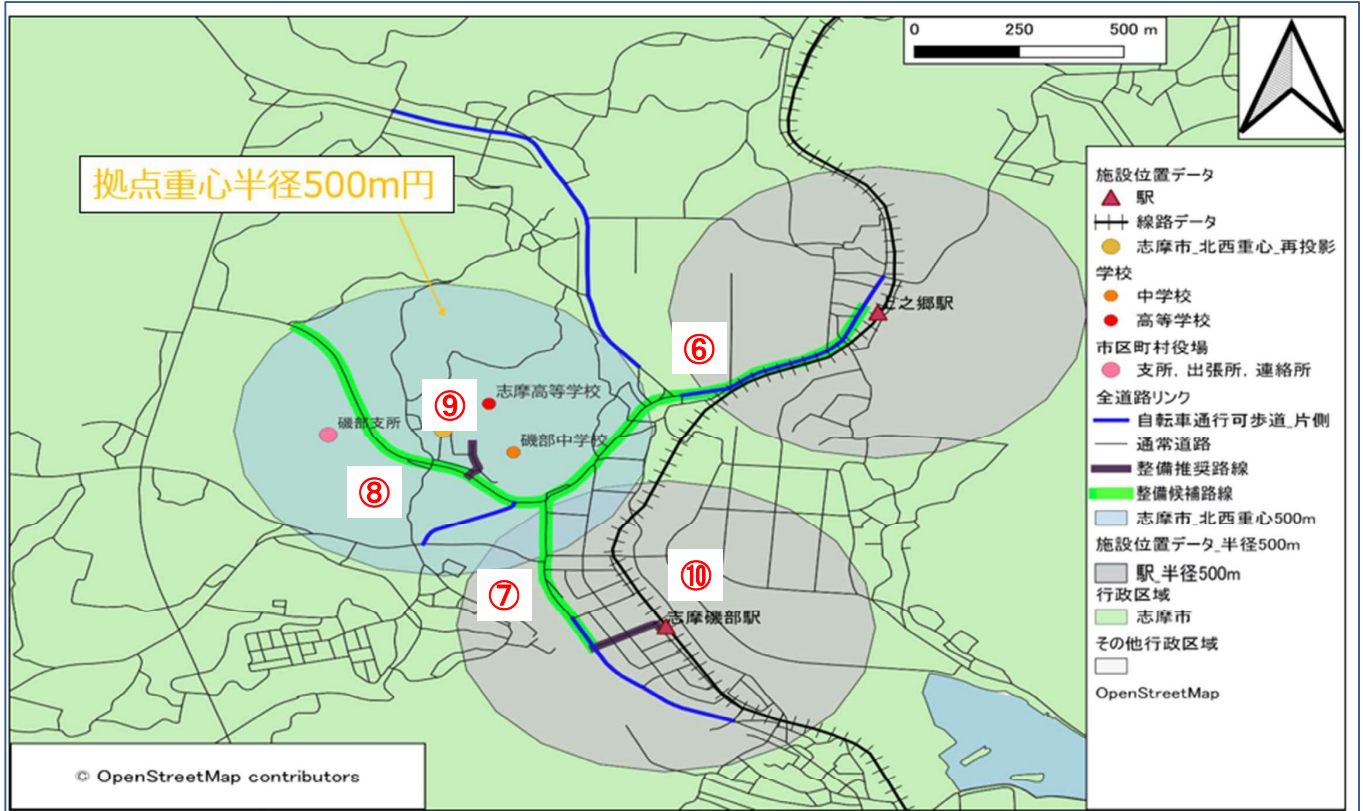 0 250 500 m
拠点重心半径500m円
⑥
之郷駅
⑨
志摩高等学校
磯部支所
磯部中学校
⑧
⑦
⑩
志摩磯部駅
施設位置データ
駅
線路データ
志摩市_北西重心_再投影
学校
中学校
高等学校
市区町村役場
支所, 出張所, 連絡所
全道路リンク
自転車通行可歩道_片側
通常道路
整備推奨路線
整備候補路線
志摩市_北西重心500m
施設位置データ_半径500m
駅_半径500m
行政区域
志摩市
その他行政区域
OpenStreetMap
© OpenStreetMap contributors